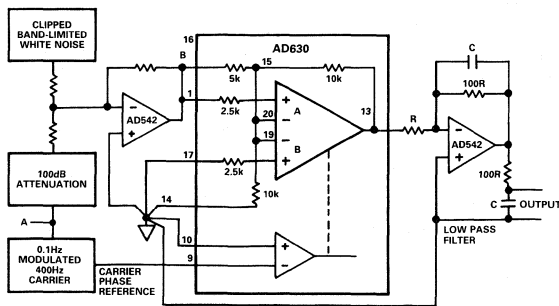 CLIPPED
BAND-LIMITED
WHITE NOISE
100dB
ATTENUATION
A
0.1Hz
MODULATED
400Hz
CARRIER
CARRIER
PHASE
REFERENCE
AD542
B
16
AD630
5k
15
10k
1
2.5k
20
19
A
B
13
17
2.5k
14
10k
10
9
R
C
100R
AD542
100R
C
OUTPUT
LOW PASS
FILTER
+
−
+
−
−
+
+
−
−
+